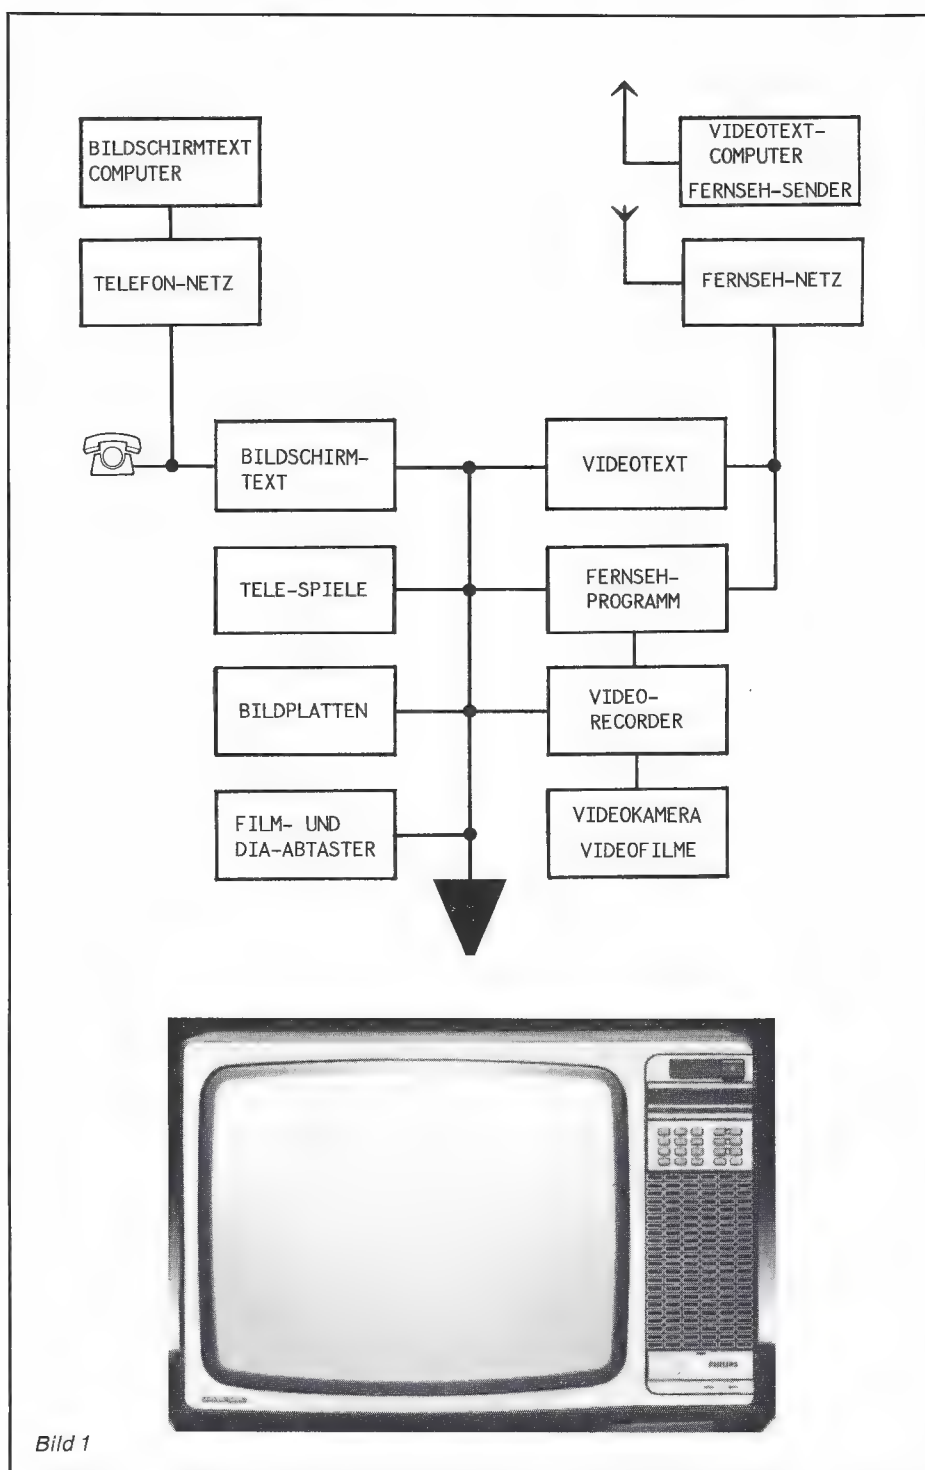 BILDSCHIRMTEXT
COMPUTER
VIDEOTEXT-
COMPUTER
FERNSEH-SENDER
TELEFON-NETZ
FERNSEH-NETZ
BILDSCHIRM-
TEXT
VIDEOTEXT
TELE-SPIELE
FERNSEH-
PROGRAMM
BILDPLATTEN
VIDEO-
RECORDER
FILM- UND
DIA-ABTASTER
VIDEOKAMERA
VIDEOFILME
PHILIPS
Bild 1